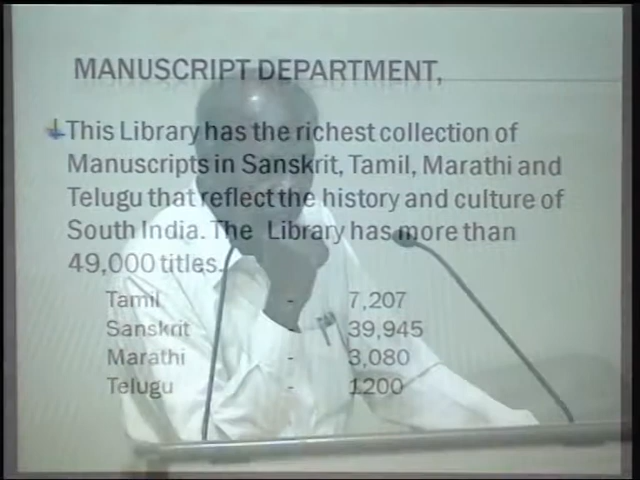 MANUSCRIPT DEPARTMENT,
This Library has the richest collection of
Manuscripts in Sanskrit, Tamil, Marathi and
Telugu that reflect the history and culture of
South India. The Library has more than
49,000 titles.
Tamil - 7,207
Sanskrit - 39,945
Marathi - 3,080
Telugu - 1200